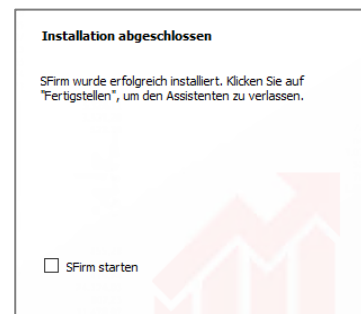 Installation abgeschlossen
SFirm wurde erfolgreich installiert. Klicken Sie auf
"Fertigstellen", um den Assistenten zu verlassen.
SFirm starten